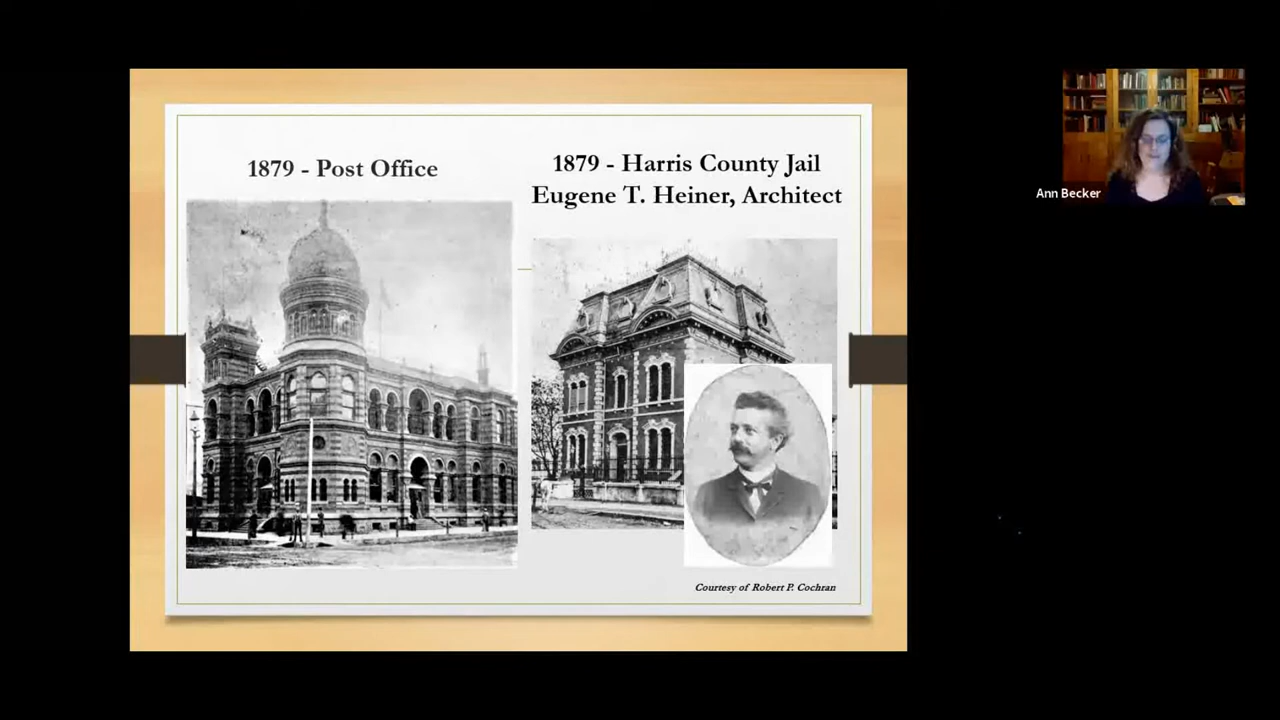 1879 - Post Office
1879 - Harris County Jail
Eugene T. Heiner, Architect
Courtesy of Robert P. Cochran
Ann Becker